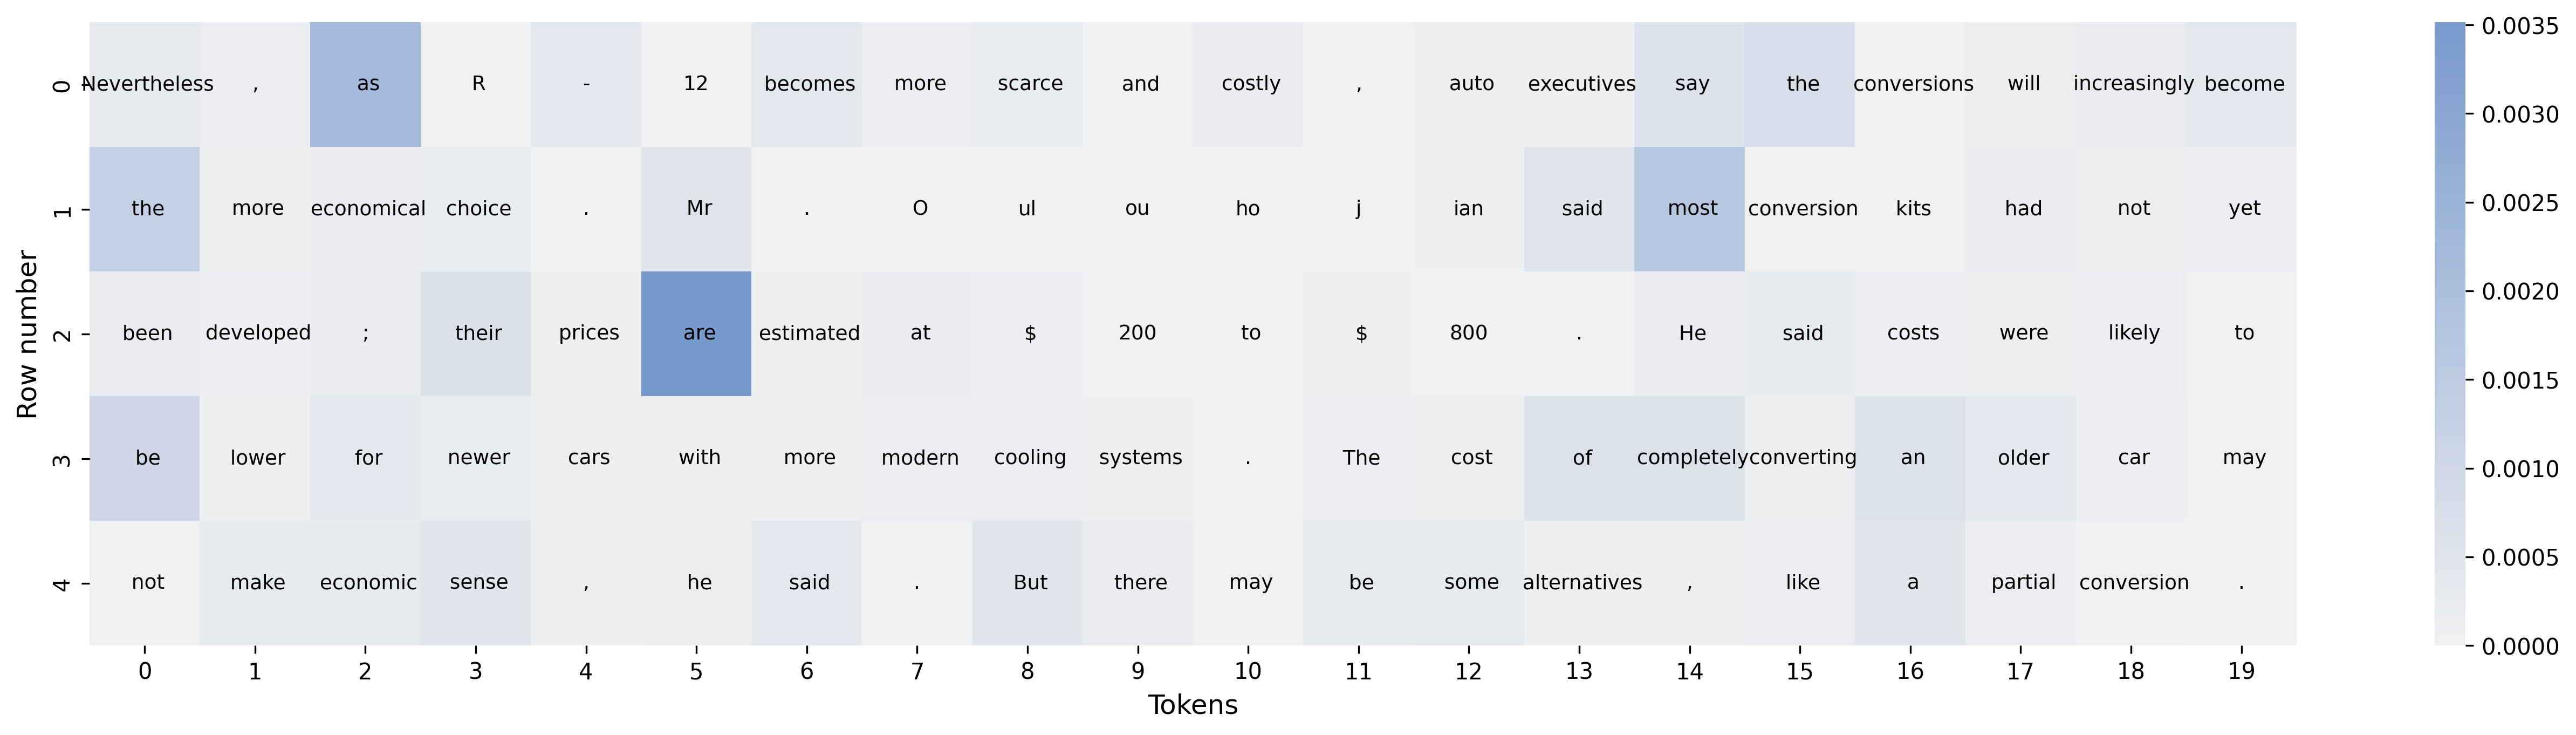 0 Nevertheless , as R - 12 becomes more scarce and costly , auto executives say the conversions will increasingly become
1 the more economical choice . Mr . O ul ou ho j ian said most conversion kits had not yet
2 been developed ; their prices are estimated at $ 200 to $ 800 . He said costs were likely to
3 be lower for newer cars with more modern cooling systems . The cost of completely converting an older car may
4 not make economic sense , he said . But there may be some alternatives , like a partial conversion .
Row number
0 1 2 3 4 5 6 7 8 9 10 11 12 13 14 15 16 17 18 19
Tokens
0.0035
0.0030
0.0025
0.0020
0.0015
0.0010
0.0005
0.0000